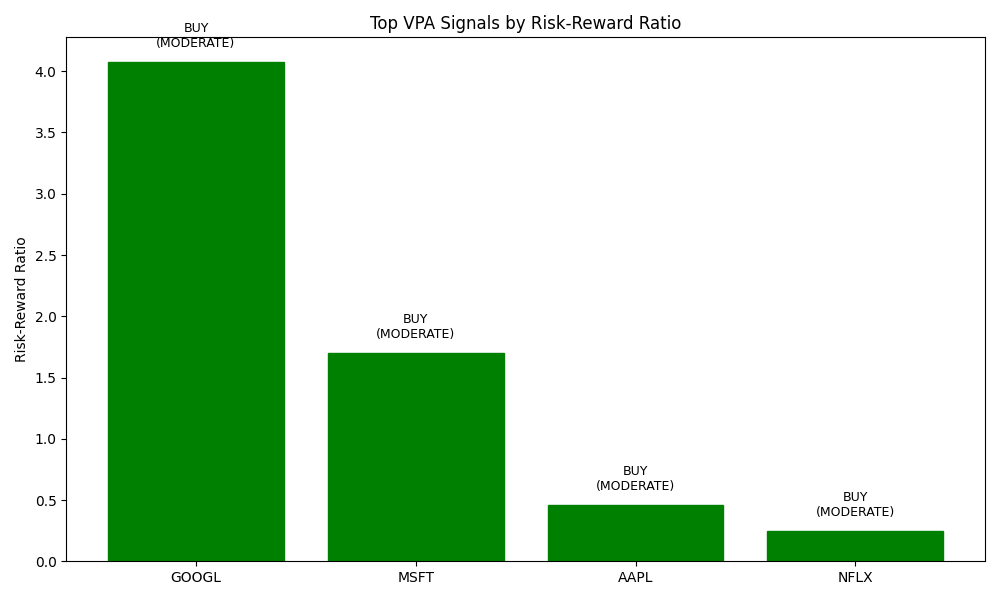 Top VPA Signals by Risk-Reward Ratio
BUY
(MODERATE)
BUY
(MODERATE)
BUY
(MODERATE)
BUY
(MODERATE)
Risk-Reward Ratio
4.0
3.5
3.0
2.5
2.0
1.5
1.0
0.5
0.0
GOOGL
MSFT
AAPL
NFLX